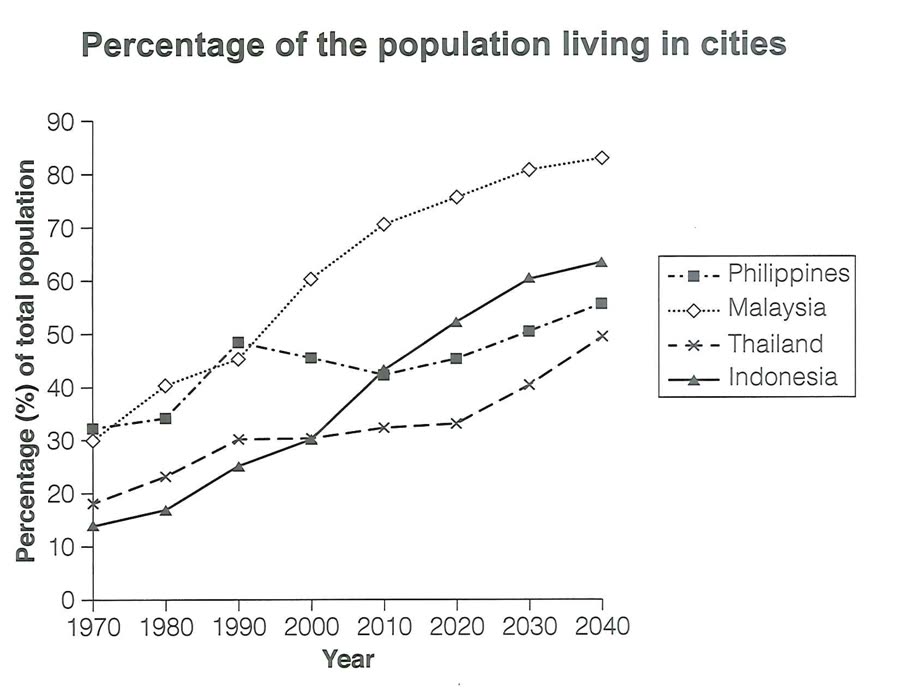 Percentage of the population living in cities
Percentage (%) of total population
90
80
70
60
50
40
30
20
10
0
1970 1980 1990 2000 2010 2020 2030 2040
Year
Philippines
Malaysia
Thailand
Indonesia